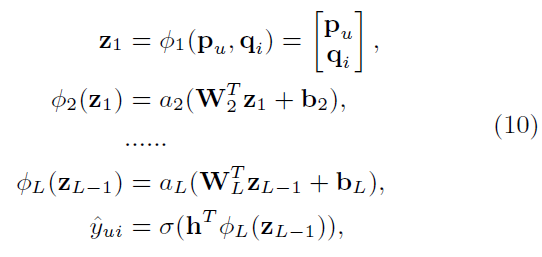 z₁ = ϕ₁(pᵤ, qᵢ) = [pᵤ qᵢ],
ϕ₂(z₁) = a₂(W₂ᵀz₁ + b₂),
......
(10)
ϕ_L(z_{L−1}) = a_L(W_Lᵀz_{L−1} + b_L),
ŷᵤᵢ = σ(hᵀϕ_L(z_{L−1})),